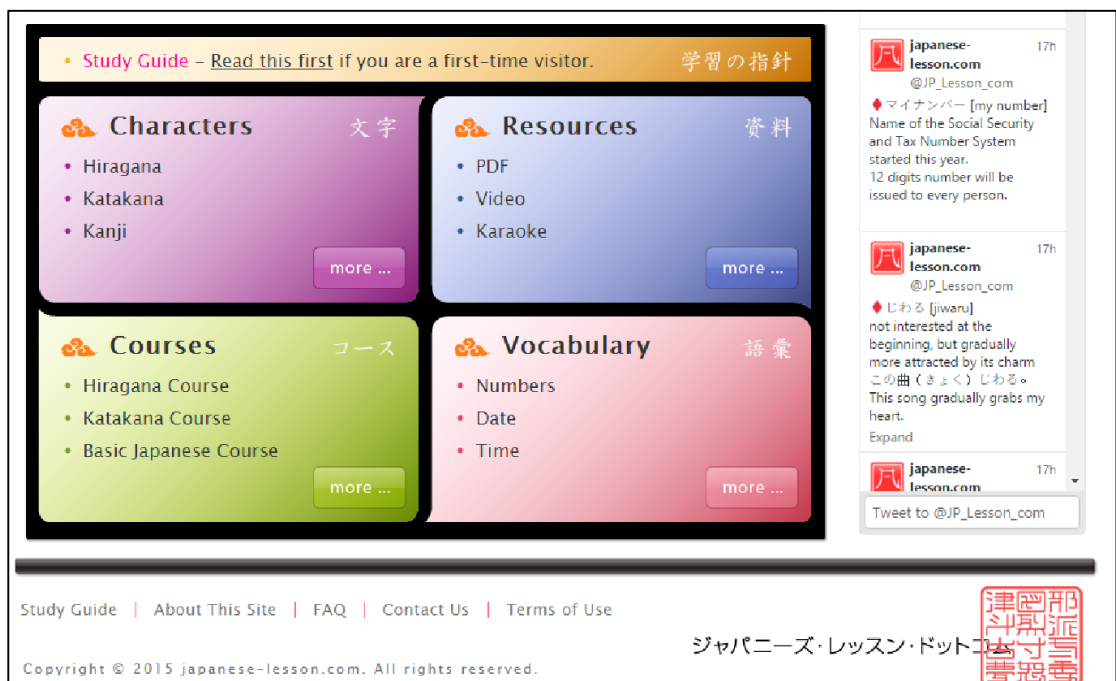 • Study Guide – Read this first if you are a first-time visitor. 学習の指針
Characters 文字
• Hiragana
• Katakana
• Kanji
more ...
Resources 資料
• PDF
• Video
• Karaoke
more ...
Courses コース
• Hiragana Course
• Katakana Course
• Basic Japanese Course
more ...
Vocabulary 語彙
• Numbers
• Date
• Time
more ...
japanese-
lesson.com
17h
@JP_Lesson_com
♦マイナンバー [my number]
Name of the Social Security
and Tax Number System
started this year.
12 digits number will be
issued to every person.
japanese-
lesson.com
17h
@JP_Lesson_com
♦じわる [jiwaru]
not interested at the
beginning, but gradually
more attracted by its charm
この曲（きょく）じわる。
This song gradually grabs my
heart.
Expand
japanese-
lesson.com
17h
Tweet to @JP_Lesson_com
Study Guide | About This Site | FAQ | Contact Us | Terms of Use
ジャパニーズ・レッスン・ドットコム
Copyright © 2015 japanese-lesson.com. All rights reserved.